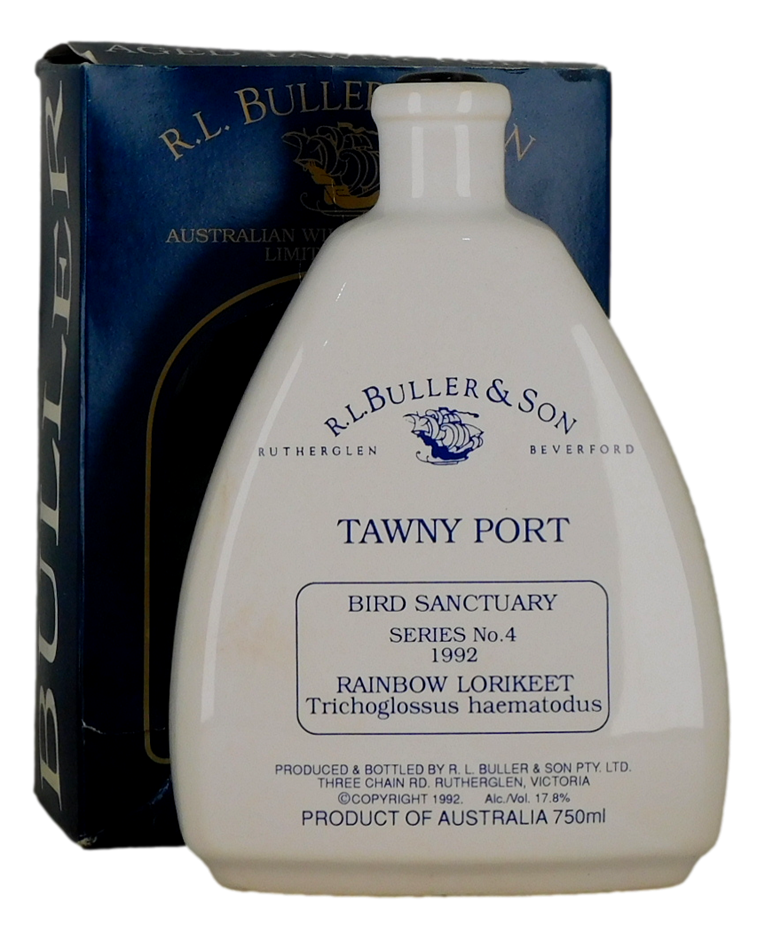 AGED TAWNY
R.L. BULLER
AUSTRALIAN
BULLER
R.L. BULLER & SON
RUTHERGLEN BEVERFORD
TAWNY PORT
BIRD SANCTUARY
SERIES No.4
1992
RAINBOW LORIKEET
Trichoglossus haematodus
PRODUCED & BOTTLED BY R. L. BULLER & SON PTY. LTD.
THREE CHAIN RD. RUTHERGLEN, VICTORIA
©COPYRIGHT 1992. Alc./Vol. 17.8%
PRODUCT OF AUSTRALIA 750ml